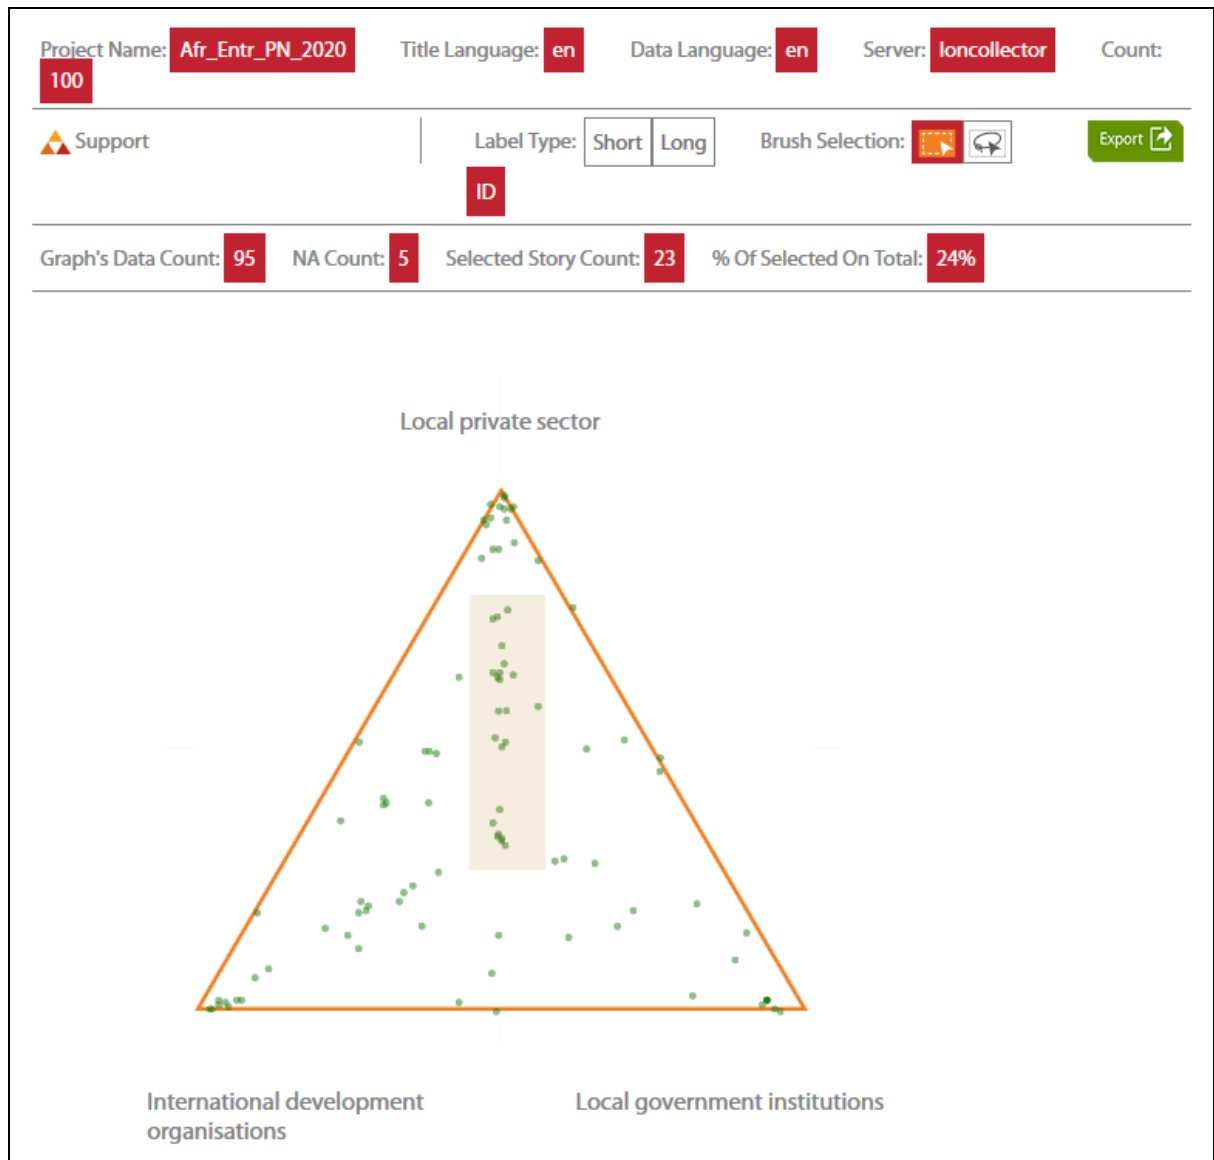 Project Name: Afr_Entr_PN_2020 Title Language: en Data Language: en Server: loncollector Count:
100
Support Label Type: Short Long Brush Selection: Export
ID
Graph's Data Count: 95 NA Count: 5 Selected Story Count: 23 % Of Selected On Total: 24%
Local private sector
International development
organisations
Local government institutions